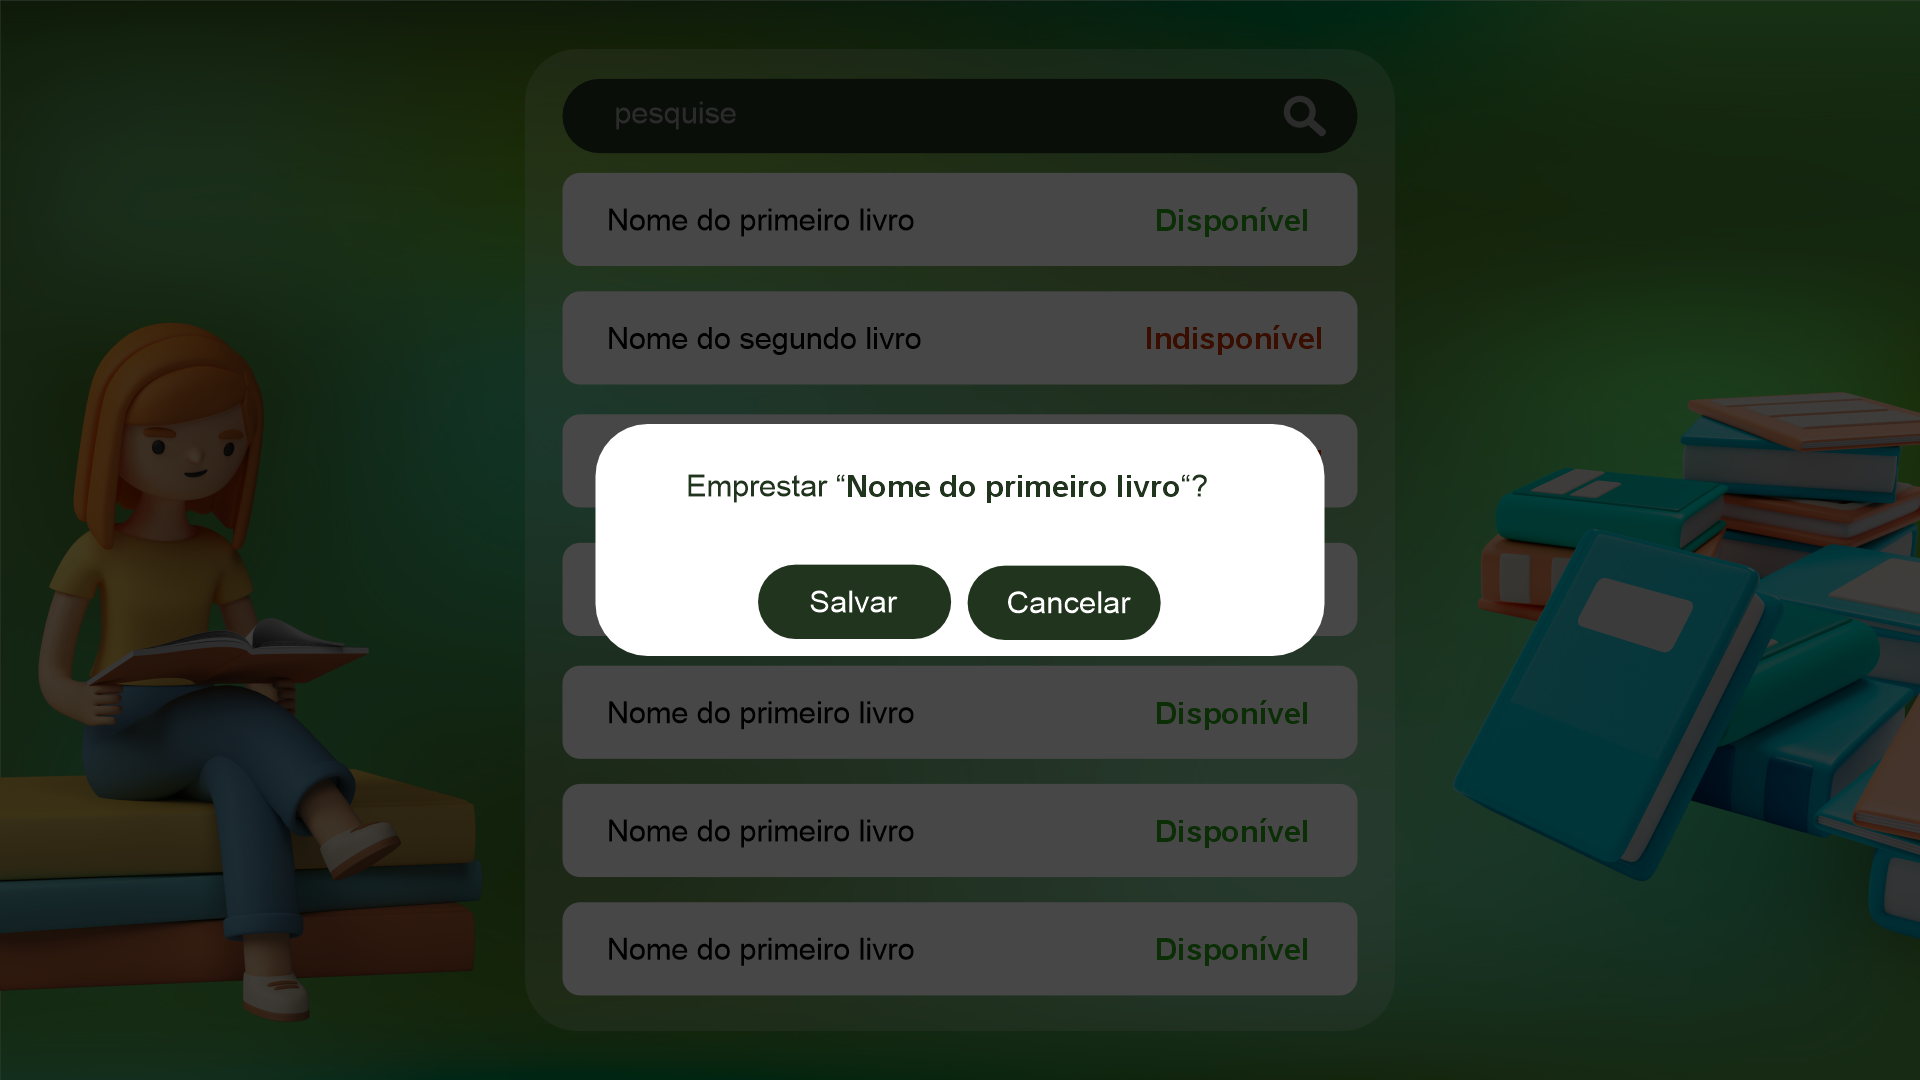 pesquise
Nome do primeiro livro Disponível
Nome do segundo livro Indisponível
Emprestar “Nome do primeiro livro“?
Salvar Cancelar
Nome do primeiro livro Disponível
Nome do primeiro livro Disponível
Nome do primeiro livro Disponível